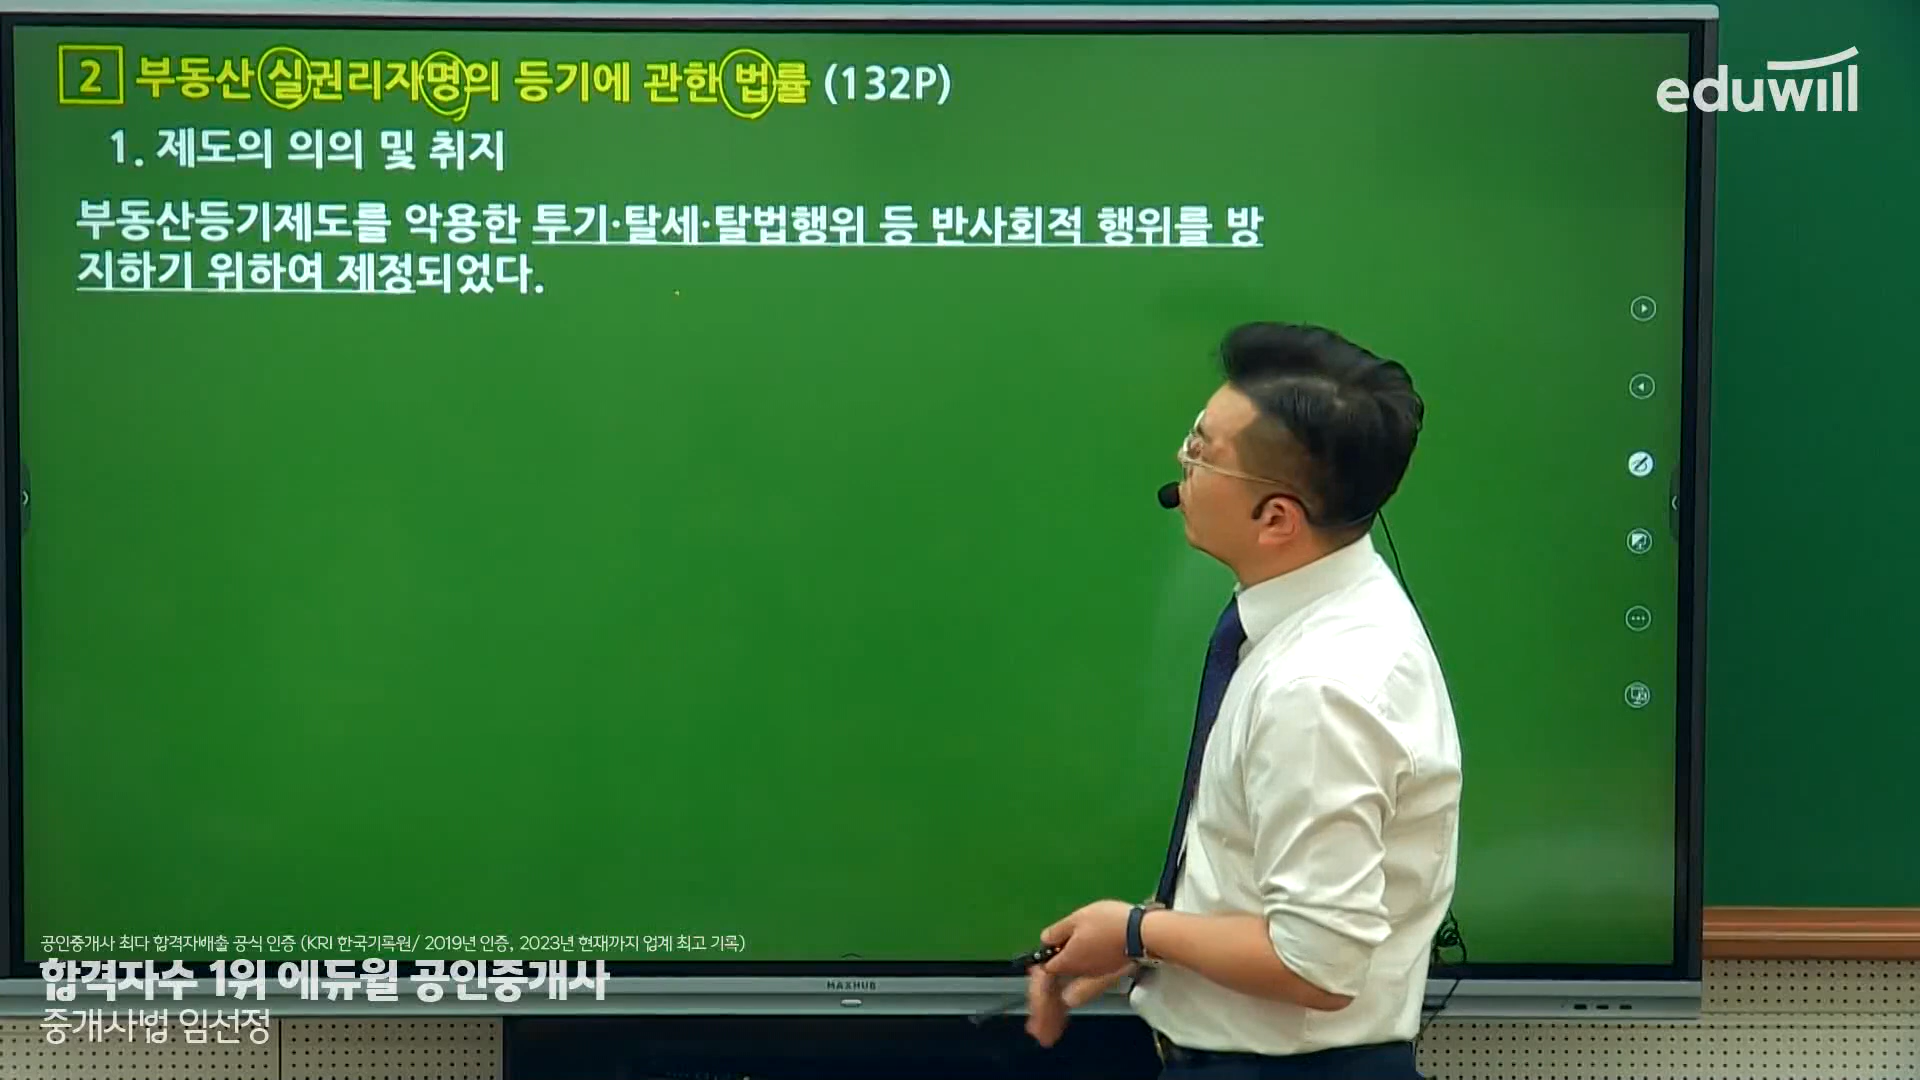 2 부동산 실권리자명의 등기에 관한 법률 (132P)
eduwill
1. 제도의 의의 및 취지
부동산등기제도를 악용한 투기·탈세·탈법행위 등 반사회적 행위를 방
지하기 위하여 제정되었다.
공인중개사 최다 합격자배출 공식 인증 (KRI 한국기록원/ 2019년 인증, 2023년 현재까지 업계 최고 기록)
합격자수 1위 에듀윌 공인중개사
MAXHUB
중개사법 임선정